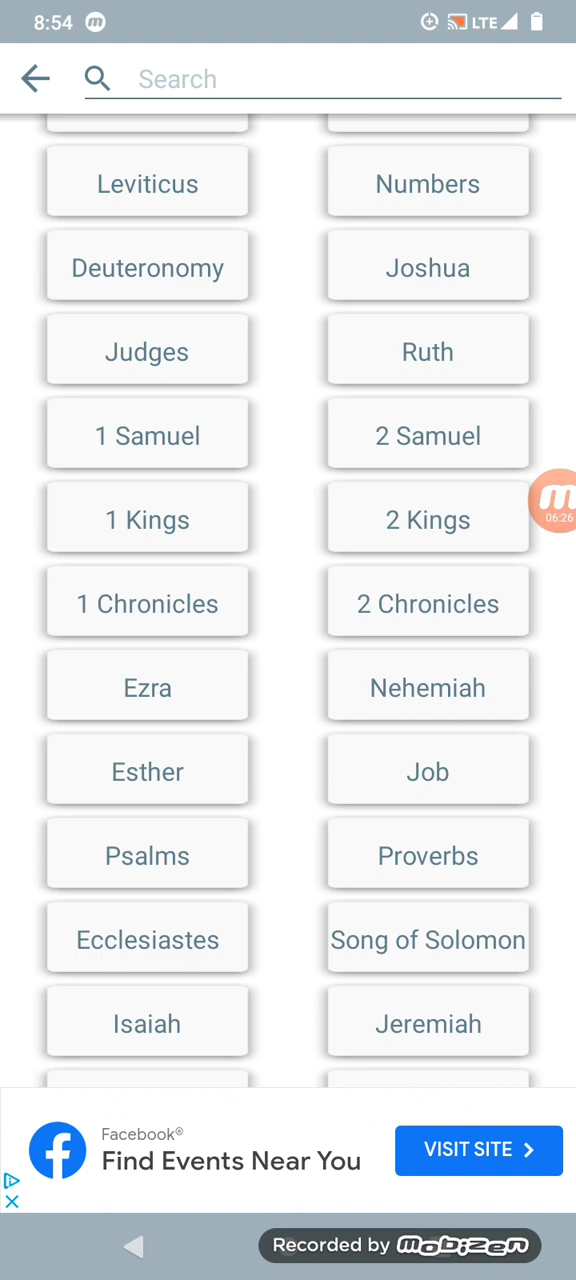 8:54 m LTE
Search
Leviticus Numbers
Deuteronomy Joshua
Judges Ruth
1 Samuel 2 Samuel
1 Kings 2 Kings
m
06:26
1 Chronicles 2 Chronicles
Ezra Nehemiah
Esther Job
Psalms Proverbs
Ecclesiastes Song of Solomon
Isaiah Jeremiah
Facebook®
Find Events Near You
VISIT SITE
Recorded by mobizen